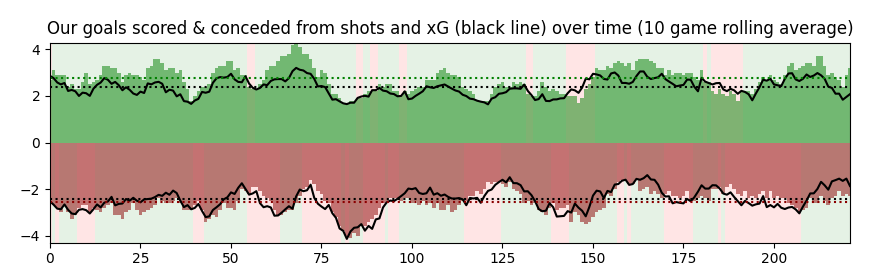 Our goals scored & conceded from shots and xG (black line) over time (10 game rolling average)
4
2
0
−2
−4
0 25 50 75 100 125 150 175 200